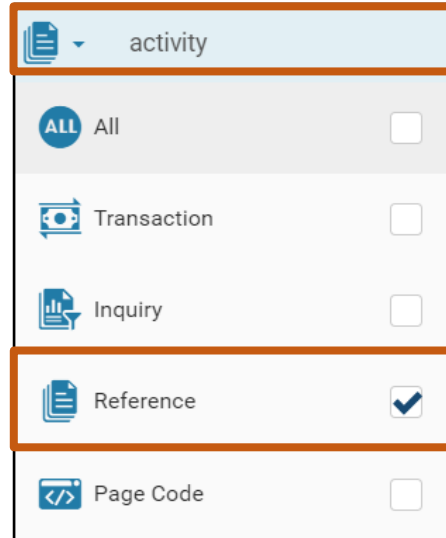 activity
ALL All
Transaction
Inquiry
Reference
</> Page Code